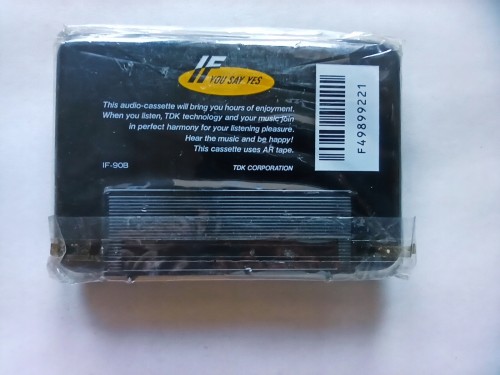 IF
YOU SAY YES
This audio-cassette will bring you hours of enjoyment.
When you listen, TDK technology and your music join
in perfect harmony for your listening pleasure.
Hear the music and be happy!
This cassette uses AR tape.
IF-90B
TDK CORPORATION
F49899221